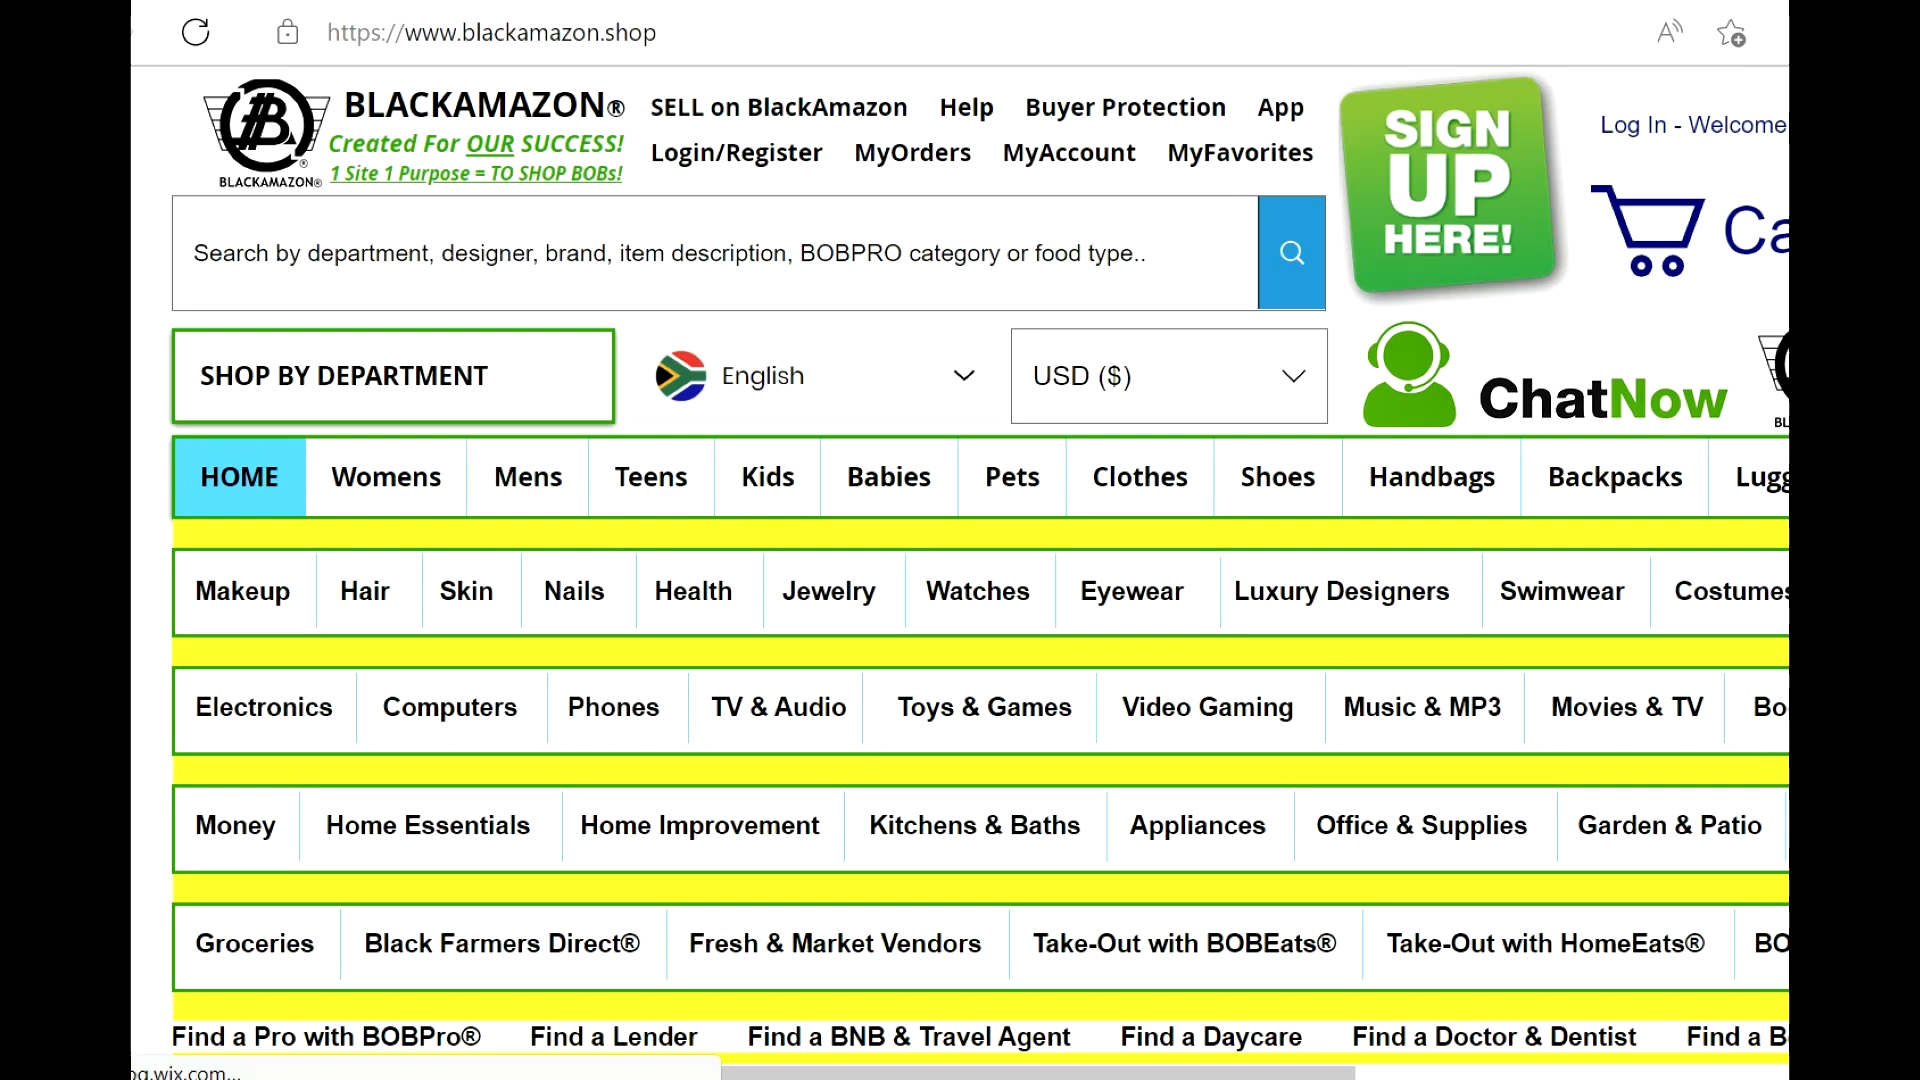 https://www.blackamazon.shop
BLACKAMAZON®
Created For OUR SUCCESS!
1 Site 1 Purpose = TO SHOP BOBs!
BLACKAMAZON®
SELL on BlackAmazon Help Buyer Protection App
Login/Register MyOrders MyAccount MyFavorites
SIGN
UP
HERE!
Log In - Welcome
Search by department, designer, brand, item description, BOBPRO category or food type..
SHOP BY DEPARTMENT
English
USD ($)
ChatNow
HOME Womens Mens Teens Kids Babies Pets Clothes Shoes Handbags Backpacks
Makeup Hair Skin Nails Health Jewelry Watches Eyewear Luxury Designers Swimwear Costumes
Electronics Computers Phones TV & Audio Toys & Games Video Gaming Music & MP3 Movies & TV
Money Home Essentials Home Improvement Kitchens & Baths Appliances Office & Supplies Garden & Patio
Groceries Black Farmers Direct® Fresh & Market Vendors Take-Out with BOBEats® Take-Out with HomeEats®
Find a Pro with BOBPro® Find a Lender Find a BNB & Travel Agent Find a Daycare Find a Doctor & Dentist Find a